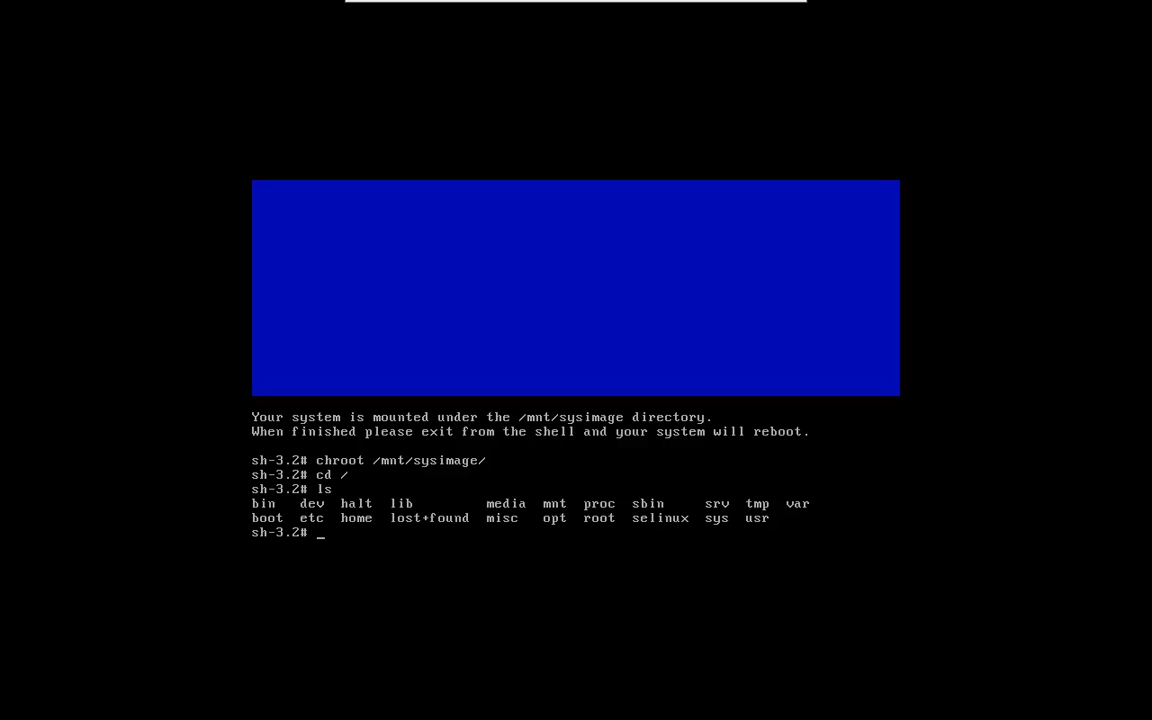 Your system is mounted under the /mnt/sysimage directory.
When finished please exit from the shell and your system will reboot.
sh-3.2# chroot /mnt/sysimage/
sh-3.2# cd /
sh-3.2# ls
bin   dev  halt  lib         media  mnt  proc  sbin     srv  tmp  var
boot  etc  home  lost+found  misc   opt  root  selinux  sys  usr
sh-3.2# _